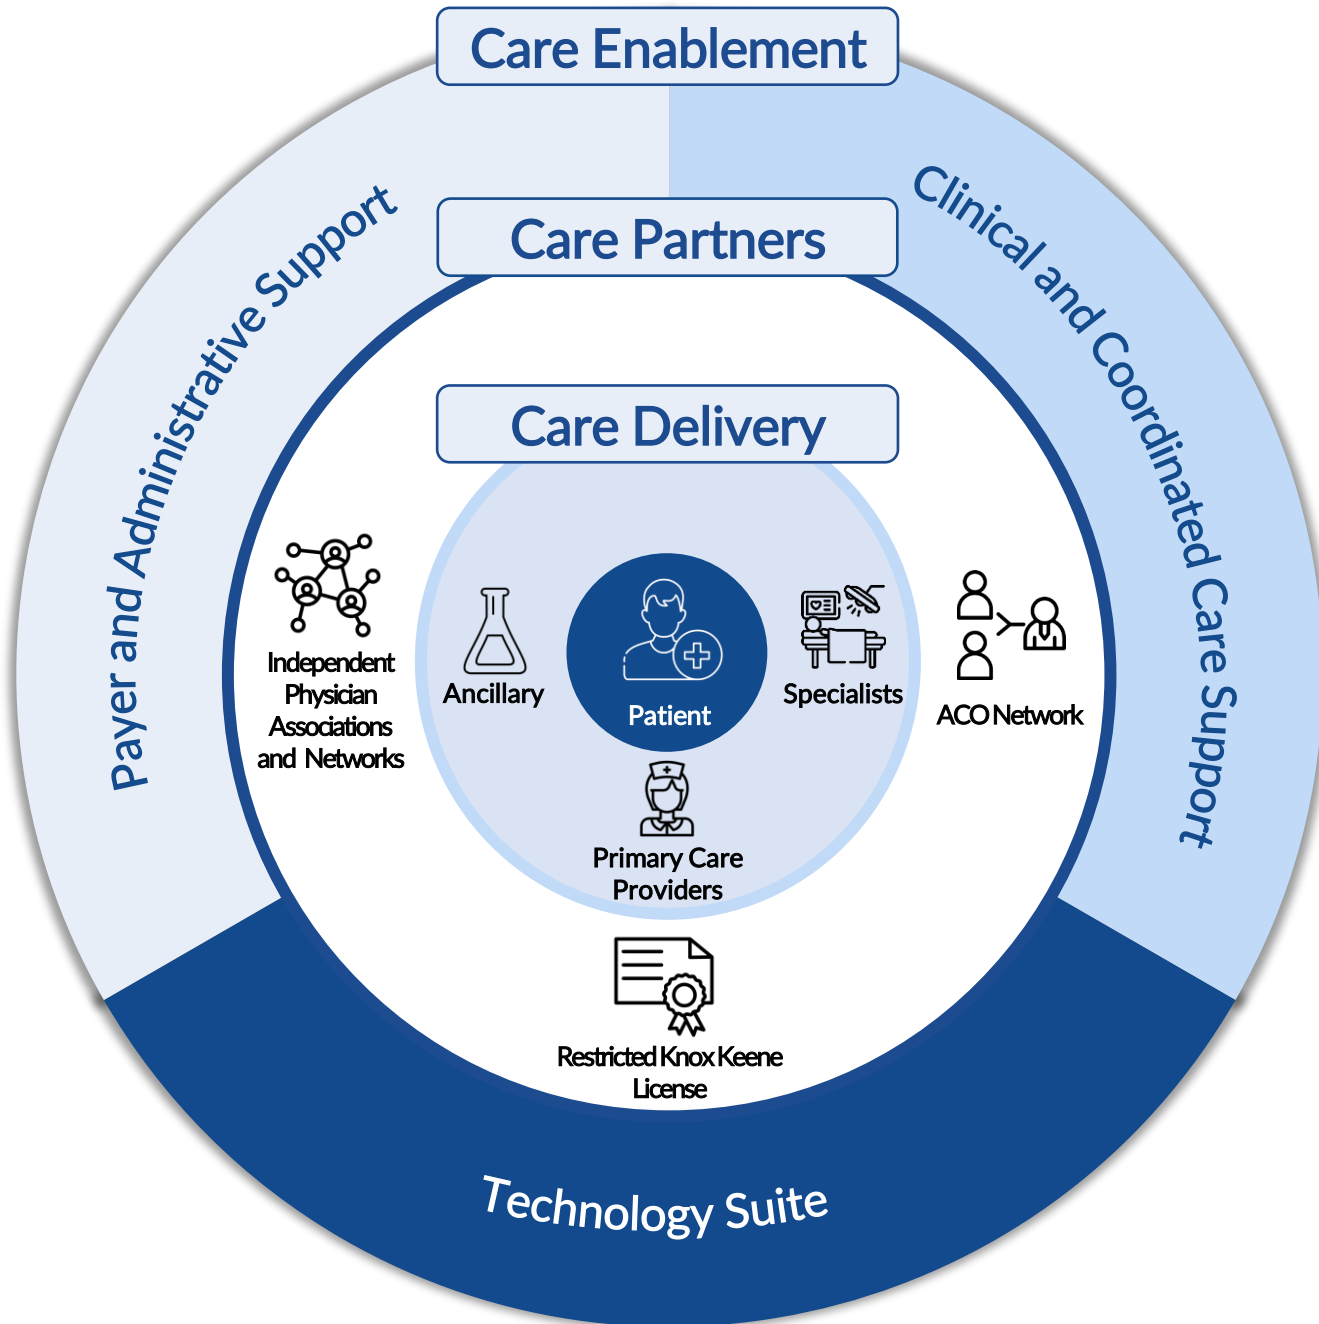 Care Enablement
Payer and Administrative Support
Clinical and Coordinated Care Support
Care Partners
Care Delivery
Independent
Physician
Associations
and Networks
Ancillary
Patient
Specialists
ACO Network
Primary Care
Providers
Restricted Knox Keene
License
Technology Suite